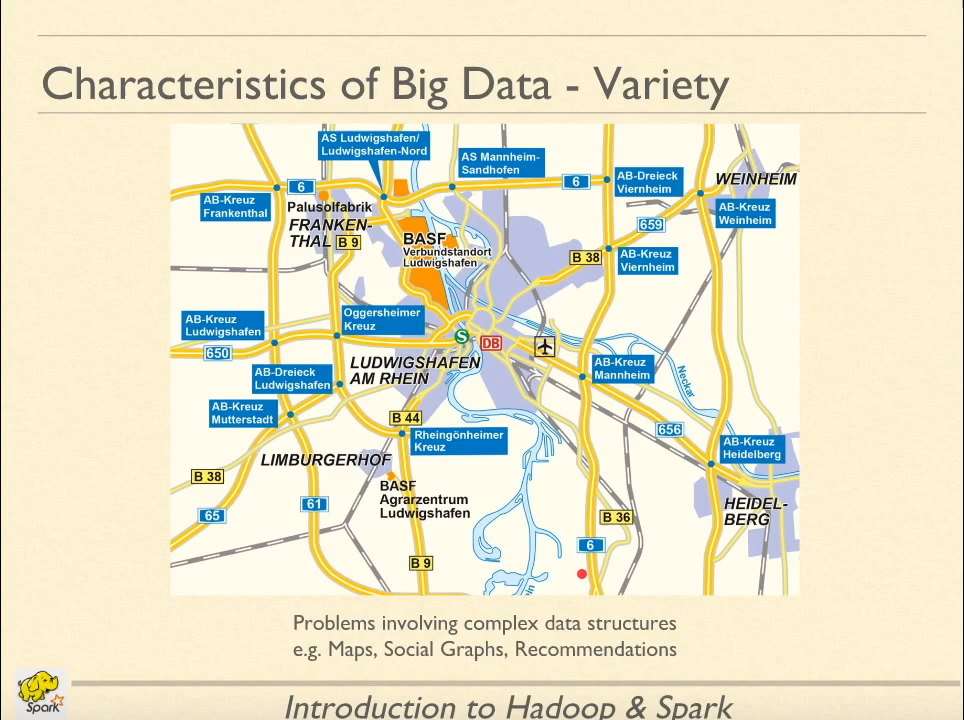 Characteristics of Big Data - Variety
AS Ludwigshafen/
Ludwigshafen-Nord
AS Mannheim-
Sandhofen
6
6
AB-Dreieck
Viernheim
WEINHEIM
AB-Kreuz
Frankenthal
Palusolfabrik
FRANKEN-
THAL
B 9
BASF
Verbundstandort
Ludwigshafen
AB-Kreuz
Weinheim
659
B 38
AB-Kreuz
Viernheim
AB-Kreuz
Ludwigshafen
Oggersheimer
Kreuz
650
S
DB
LUDWIGSHAFEN
AM RHEIN
AB-Dreieck
Ludwigshafen
AB-Kreuz
Mannheim
Neckar
AB-Kreuz
Mutterstadt
B 44
Rheingönheimer
Kreuz
656
AB-Kreuz
Heidelberg
LIMBURGERHOF
B 38
BASF
Agrarzentrum
Ludwigshafen
61
65
HEIDEL-
BERG
B 36
6
B 9
Problems involving complex data structures
e.g. Maps, Social Graphs, Recommendations
Spark
Introduction to Hadoop & Spark